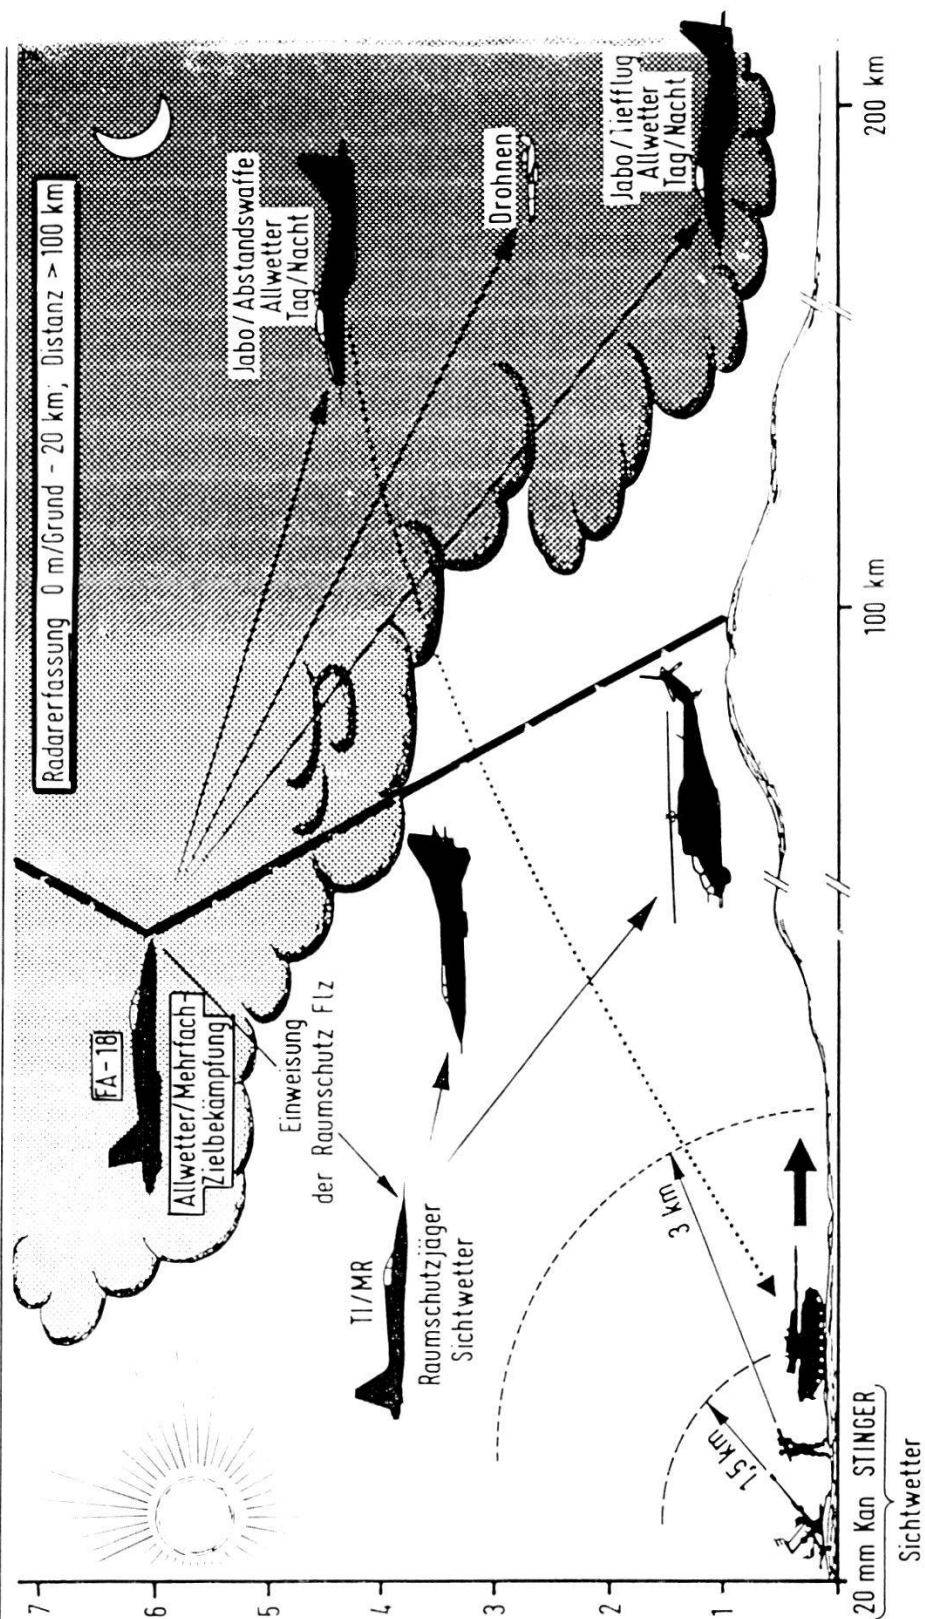 Radarerfassung 0 m/Grund - 20 km; Distanz > 100 km
FA-18
Allwetter/Mehrfach-
Zielbekämpfung
Jabo/Abstandswaffe
Allwetter
Tag/Nacht
Drohnen
Jabo/Tiefflug
Allwetter
Tag/Nacht
Einweisung
der Raumschutz Flz
TI/MR
Raumschutzjäger
Sichtwetter
3 km
1,5 km
7
6
5
4
3
2
1
20 mm Kan STINGER
Sichtwetter
100 km
200 km